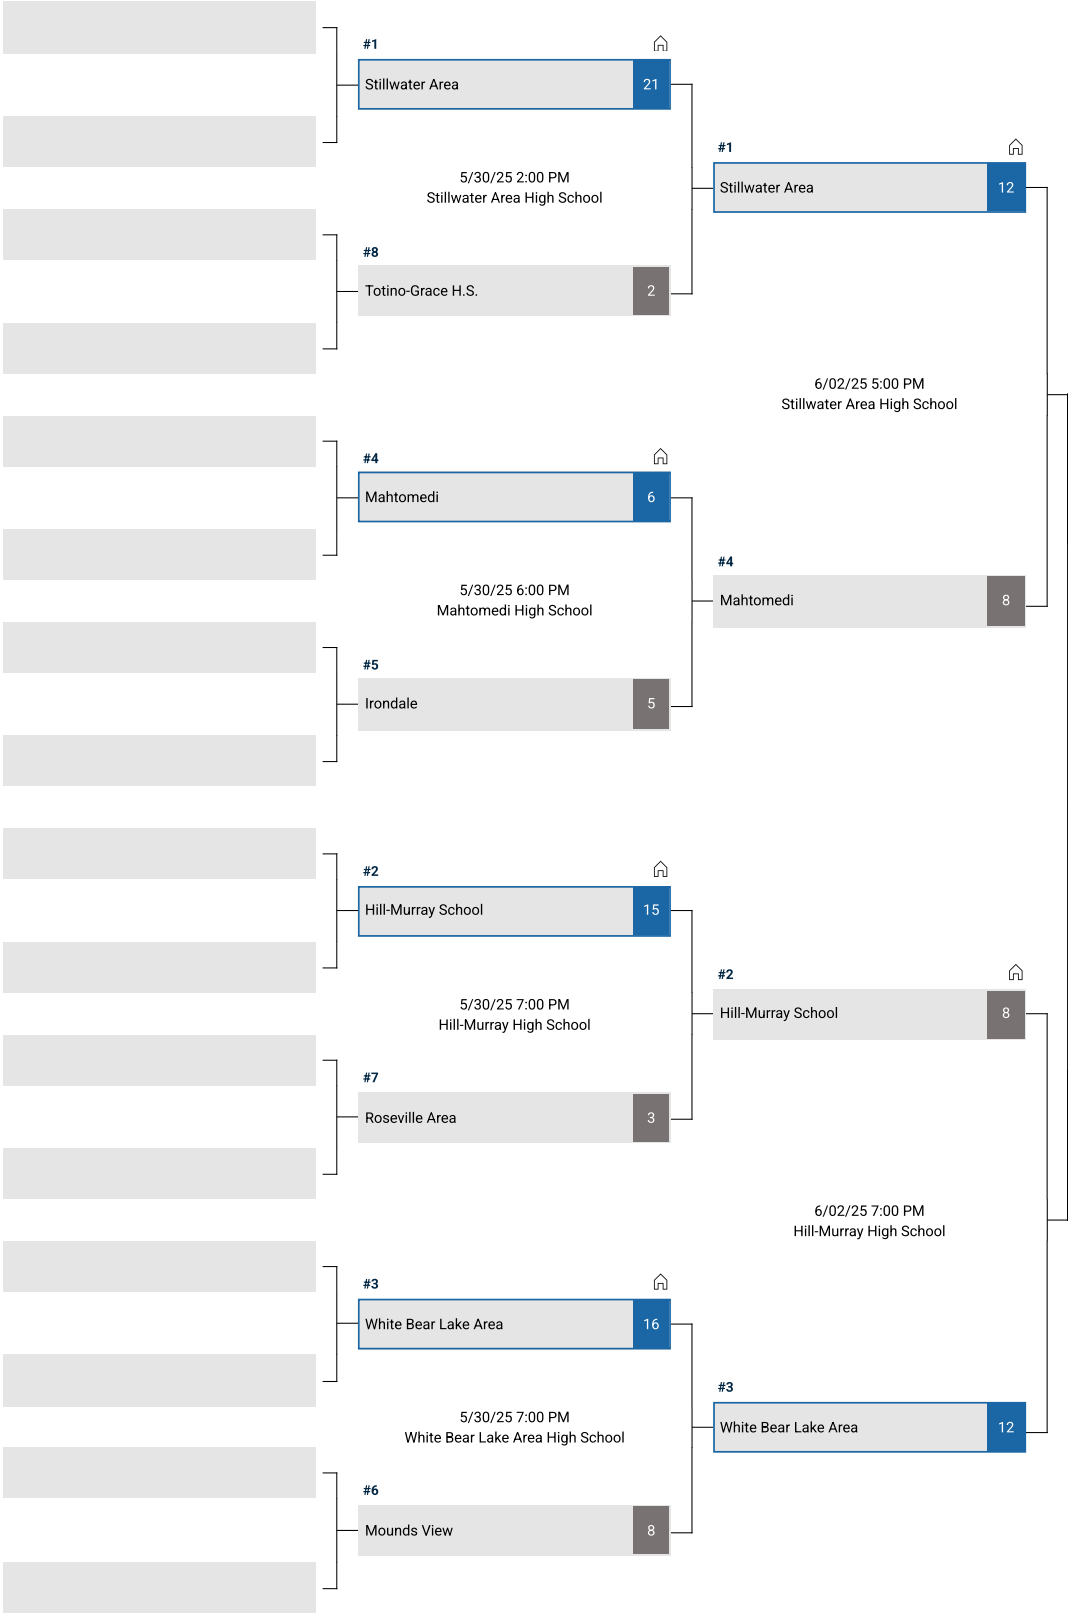 #1
Stillwater Area
21
5/30/25 2:00 PM
Stillwater Area High School
#8
Totino-Grace H.S.
2
#4
Mahtomedi
6
5/30/25 6:00 PM
Mahtomedi High School
#5
Irondale
5
#2
Hill-Murray School
15
5/30/25 7:00 PM
Hill-Murray High School
#7
Roseville Area
3
#3
White Bear Lake Area
16
5/30/25 7:00 PM
White Bear Lake Area High School
#6
Mounds View
8
#1
Stillwater Area
12
6/02/25 5:00 PM
Stillwater Area High School
#4
Mahtomedi
8
#2
Hill-Murray School
8
6/02/25 7:00 PM
Hill-Murray High School
#3
White Bear Lake Area
12